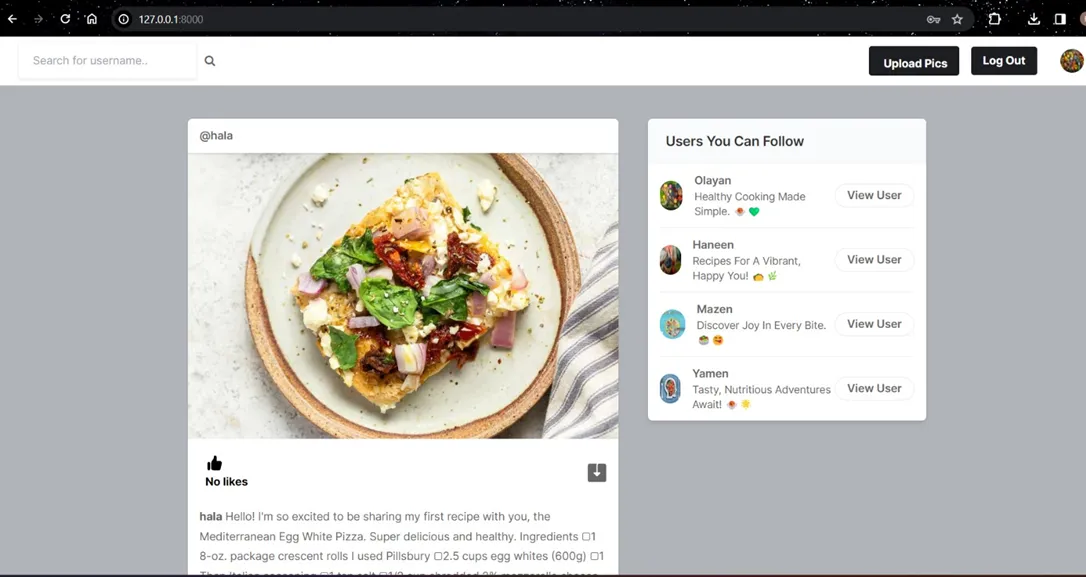 127.0.0.1:8000
Search for username..
Upload Pics
Log Out
@hala
No likes
hala Hello! I'm so excited to be sharing my first recipe with you, the
Mediterranean Egg White Pizza. Super delicious and healthy. Ingredients ▢1
8-oz. package crescent rolls I used Pillsbury ▢2.5 cups egg whites (600g) ▢1
Users You Can Follow
Olayan
Healthy Cooking Made
Simple. 🍅 💚
View User
Haneen
Recipes For A Vibrant,
Happy You! 🌮 🌿
View User
Mazen
Discover Joy In Every Bite.
🥗 😋
View User
Yamen
Tasty, Nutritious Adventures
Await! 🍅 🌟
View User